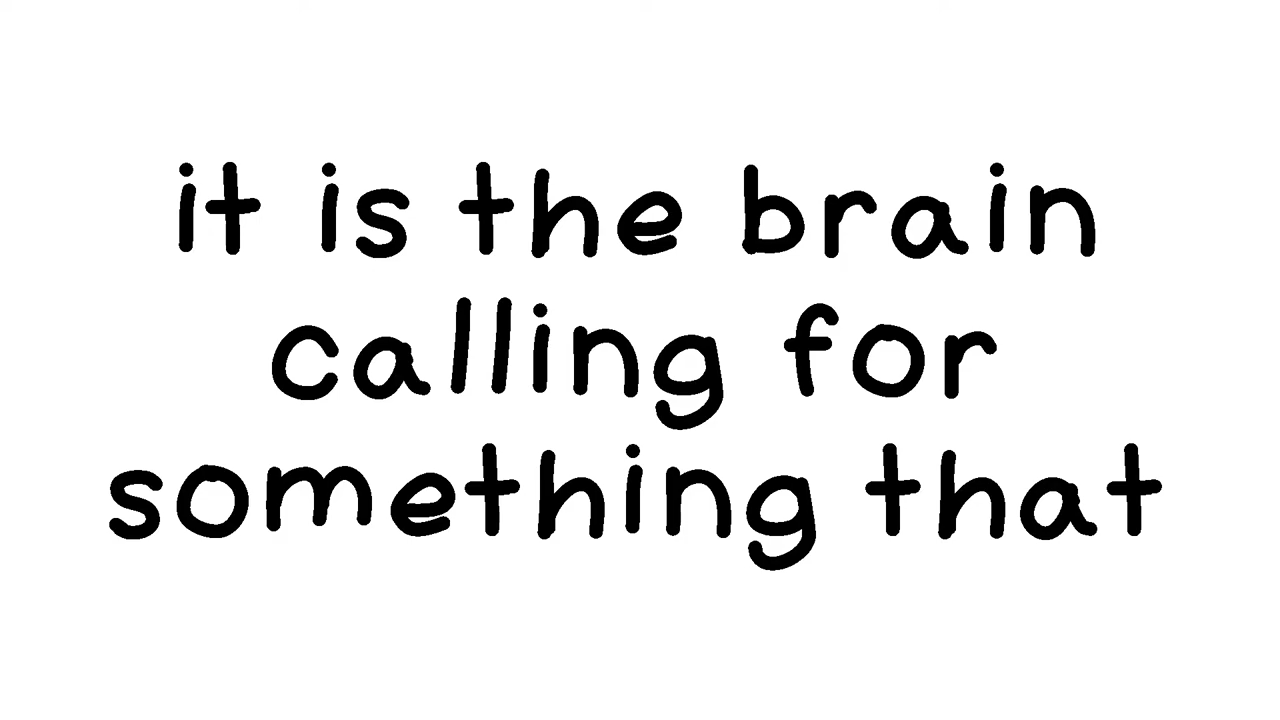 it is the brain
calling for
something that